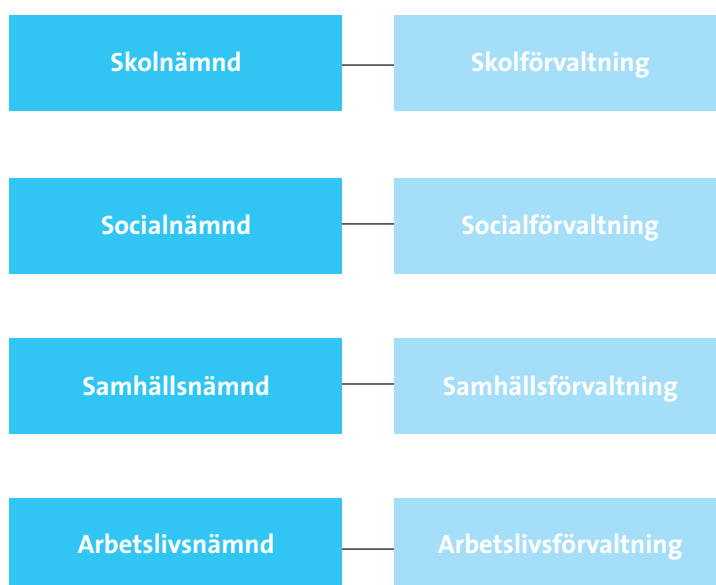 Skolnämnd
Skolförvaltning
Socialnämnd
Socialförvaltning
Samhällsnämnd
Samhällsförvaltning
Arbetslivsnämnd
Arbetslivsförvaltning